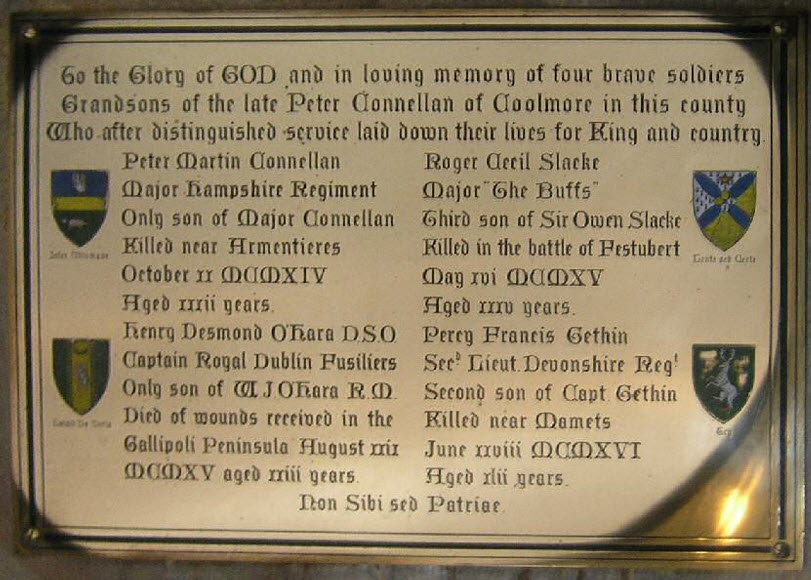 To the Glory of GOD and in loving memory of four brave soldiers
Grandsons of the late Peter Connellan of Coolmore in this county
Who after distinguished service laid down their lives for King and country.
Peter Martin Connellan
Major Hampshire Regiment
Only son of Major Connellan
Killed near Armentieres
October xx MCMXIV
Aged xxxii years.
Roger Cecil Slacke
Major "The Buffs"
Third son of Sir Owen Slacke
Killed in the battle of Festubert
May xvi MCMXV
Aged xxxv years.
Henry Desmond O'Hara D.S.O.
Captain Royal Dublin Fusiliers
Only son of W J O'Hara R.M.
Died of wounds received in the
Gallipoli Peninsula August xxix
MCMXV aged xxiii years.
Percy Francis Gethin
Secᴰ Lieut. Devonshire Regᵗ
Second son of Capt. Gethin
Killed near Mamets
June xxviii MCMXVI
Aged xlii years.
Non Sibi sed Patriae.